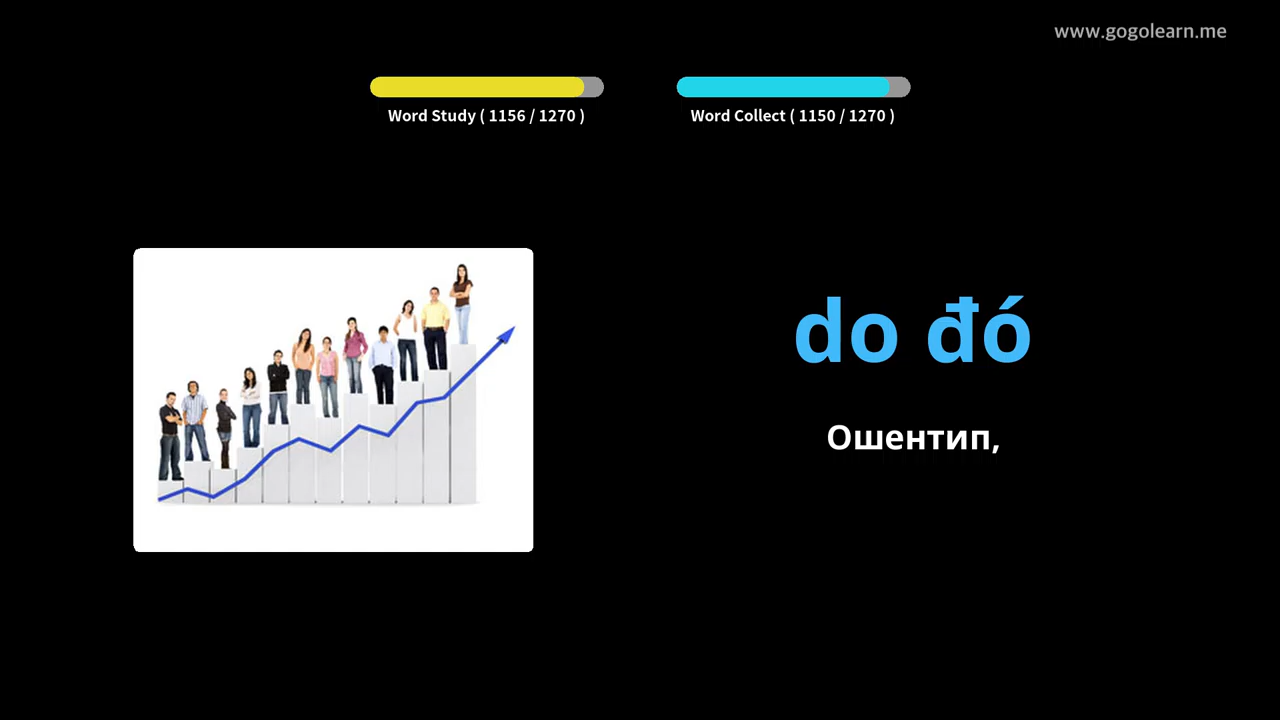 www.gogolearn.me
Word Study ( 1156 / 1270 )
Word Collect ( 1150 / 1270 )
do đó
Ошентип,